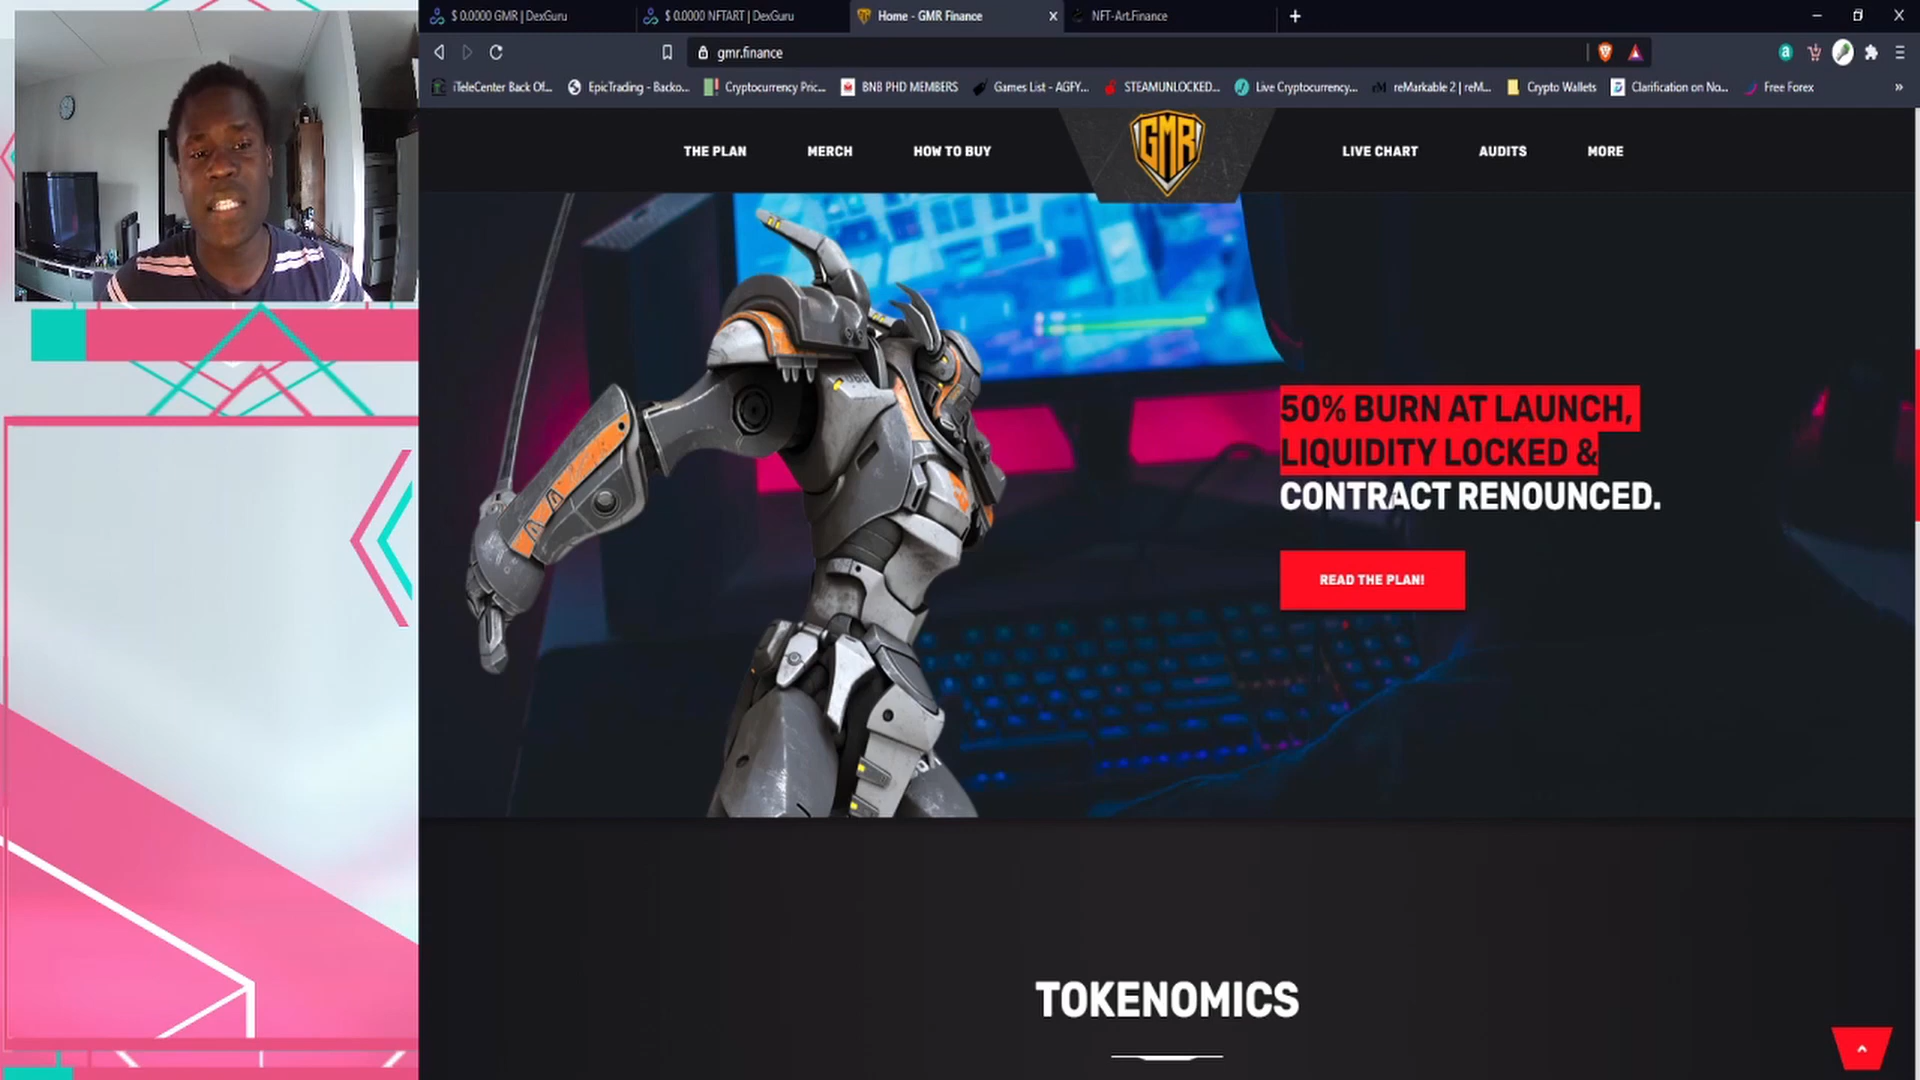 $ 0.0000 GMR | DexGuru
$ 0.0000 NFTART | DexGuru
Home - GMR Finance
NFT-Art.Finance
gmr.finance
iTeleCenter Back Of...
EpicTrading - Backo...
Cryptocurrency Pric...
BNB PHD MEMBERS
Games List - AGFY...
STEAMUNLOCKED...
Live Cryptocurrency...
reMarkable 2 | reM...
Crypto Wallets
Clarification on No...
Free Forex
THE PLAN
MERCH
HOW TO BUY
GMR
LIVE CHART
AUDITS
MORE
50% BURN AT LAUNCH,
LIQUIDITY LOCKED &
CONTRACT RENOUNCED.
READ THE PLAN!
TOKENOMICS